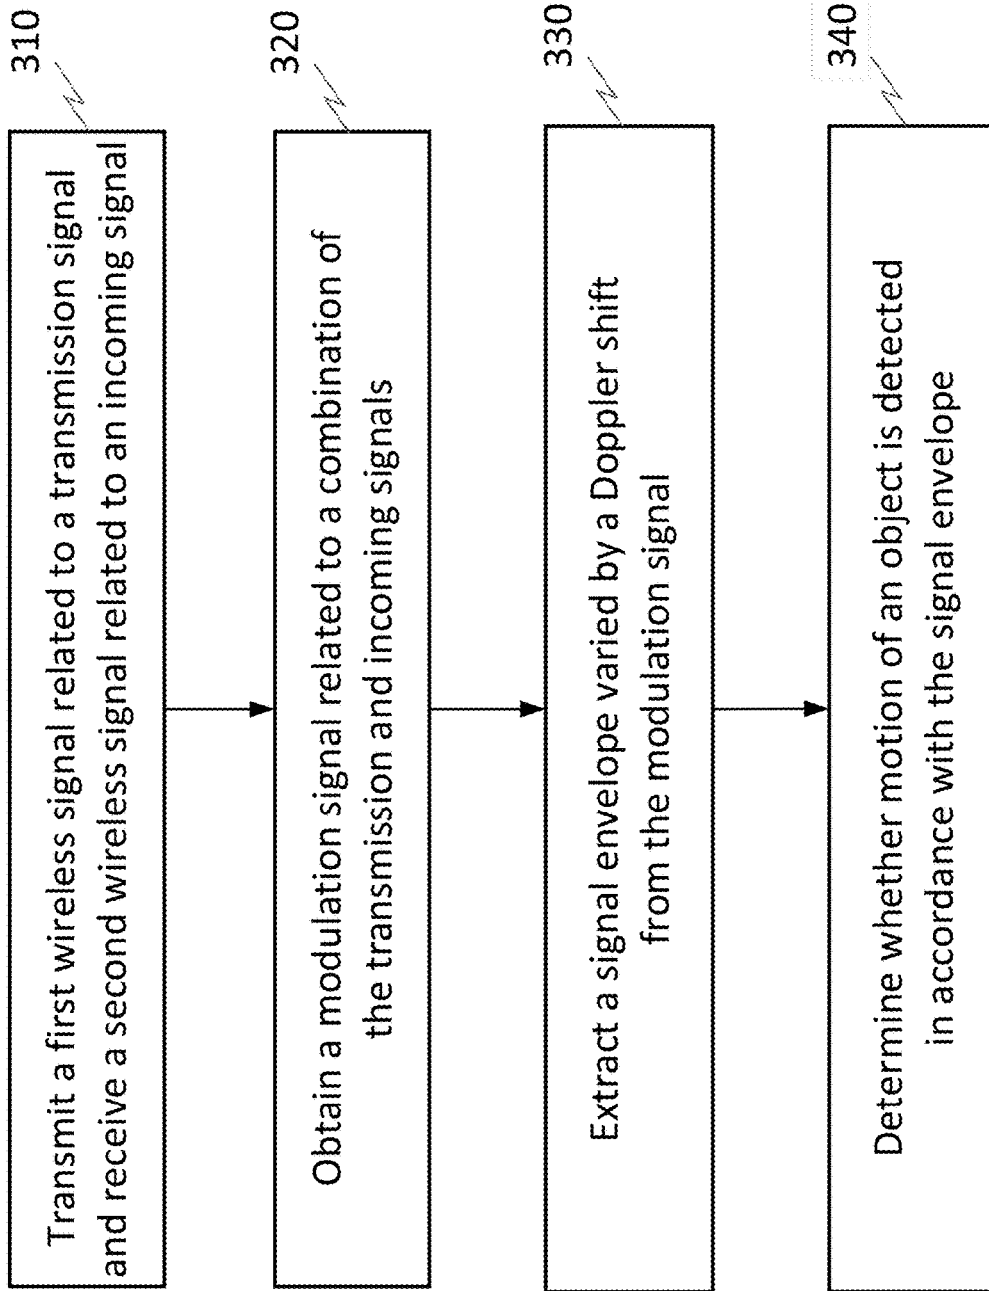 310
Transmit a first wireless signal related to a transmission signal
and receive a second wireless signal related to an incoming signal
320
Obtain a modulation signal related to a combination of
the transmission and incoming signals
330
Extract a signal envelope varied by a Doppler shift
from the modulation signal
340
Determine whether motion of an object is detected
in accordance with the signal envelope